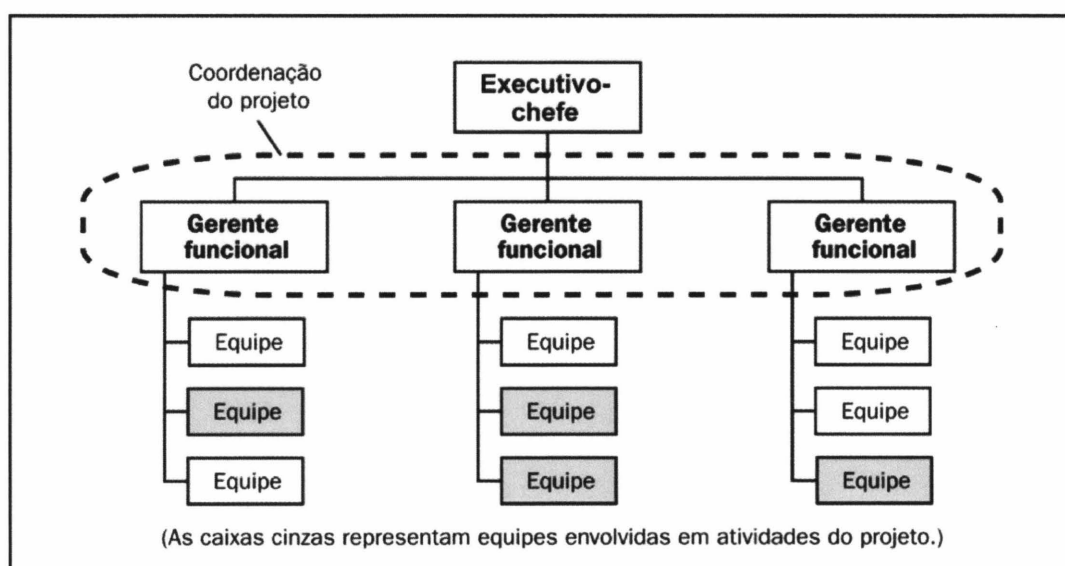 Coordenação
do projeto
Executivo-
chefe
Gerente
funcional
Gerente
funcional
Gerente
funcional
Equipe
Equipe
Equipe
Equipe
Equipe
Equipe
Equipe
Equipe
Equipe
(As caixas cinzas representam equipes envolvidas em atividades do projeto.)